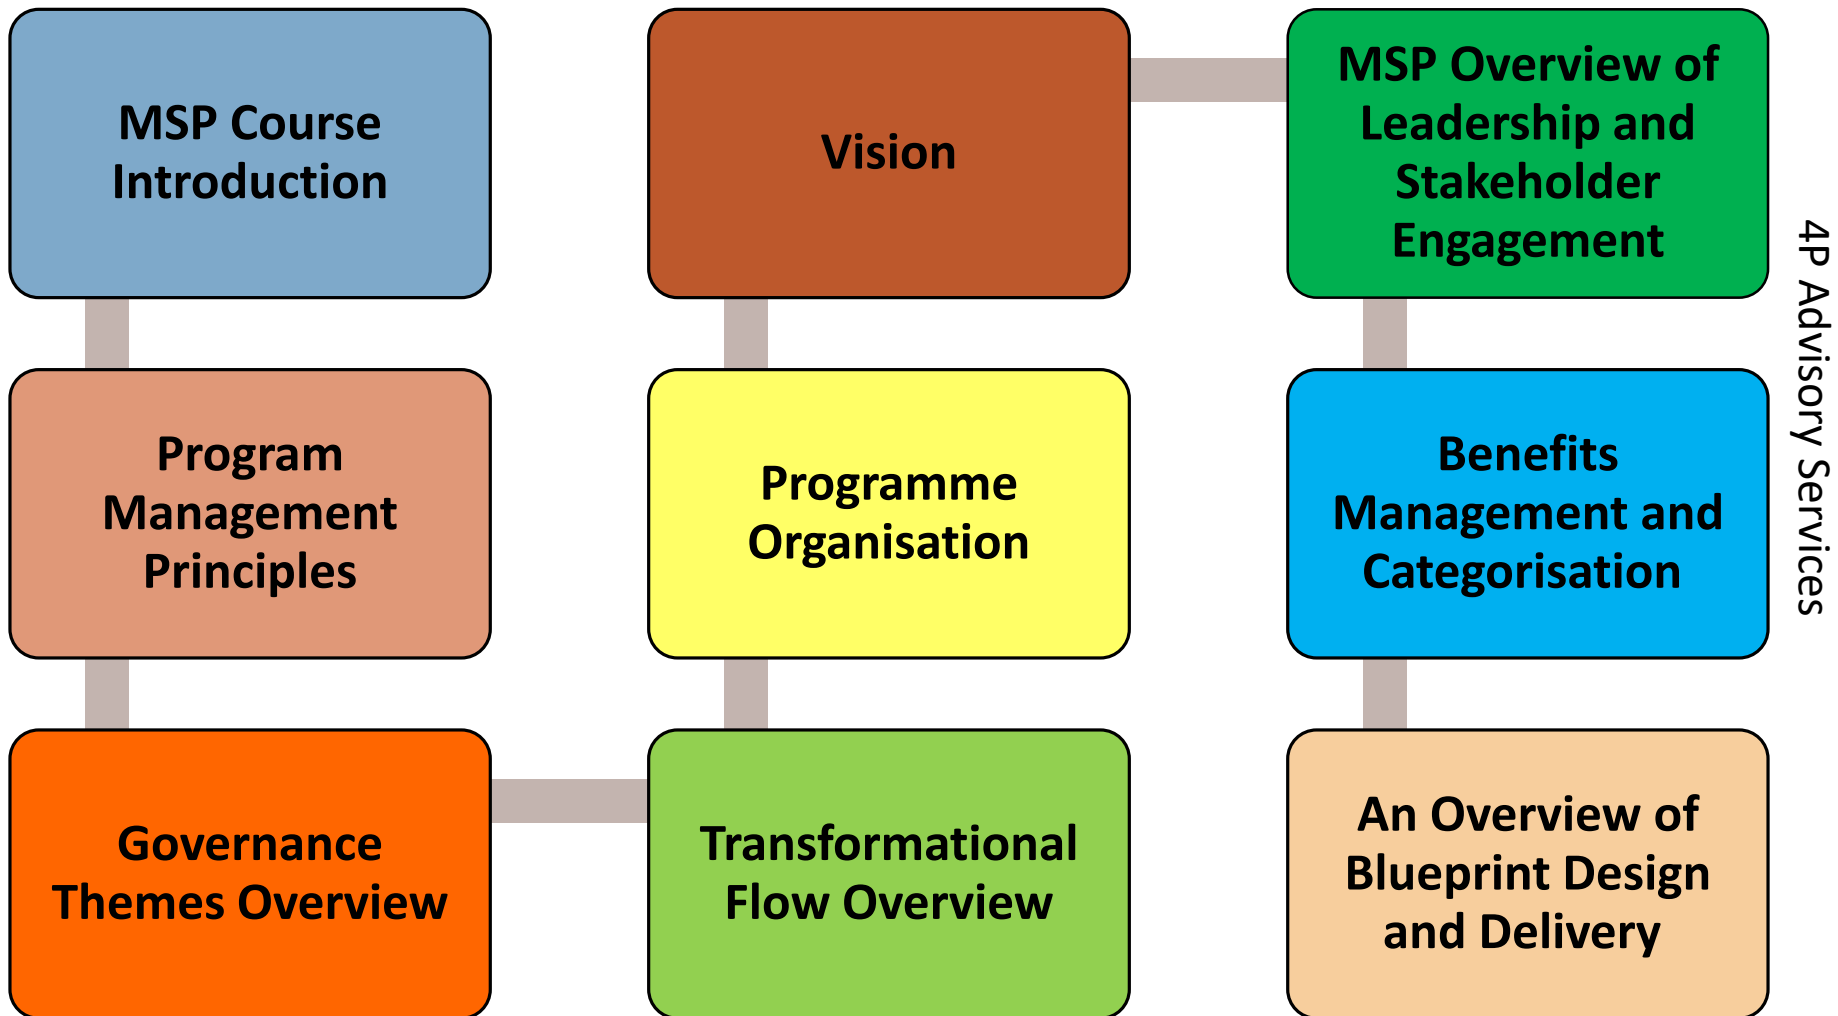 MSP Course
Introduction
Program
Management
Principles
Governance
Themes Overview
Transformational
Flow Overview
Programme
Organisation
Vision
MSP Overview of
Leadership and
Stakeholder
Engagement
Benefits
Management and
Categorisation
An Overview of
Blueprint Design
and Delivery
4P Advisory Services